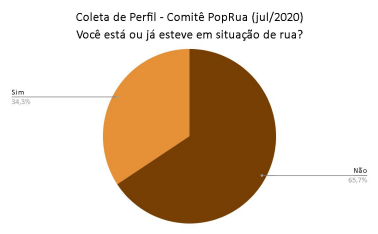 Coleta de Perfil - Comitê PopRua (jul/2020)
Você está ou já esteve em situação de rua?
Sim
34,3%
Não
65,7%